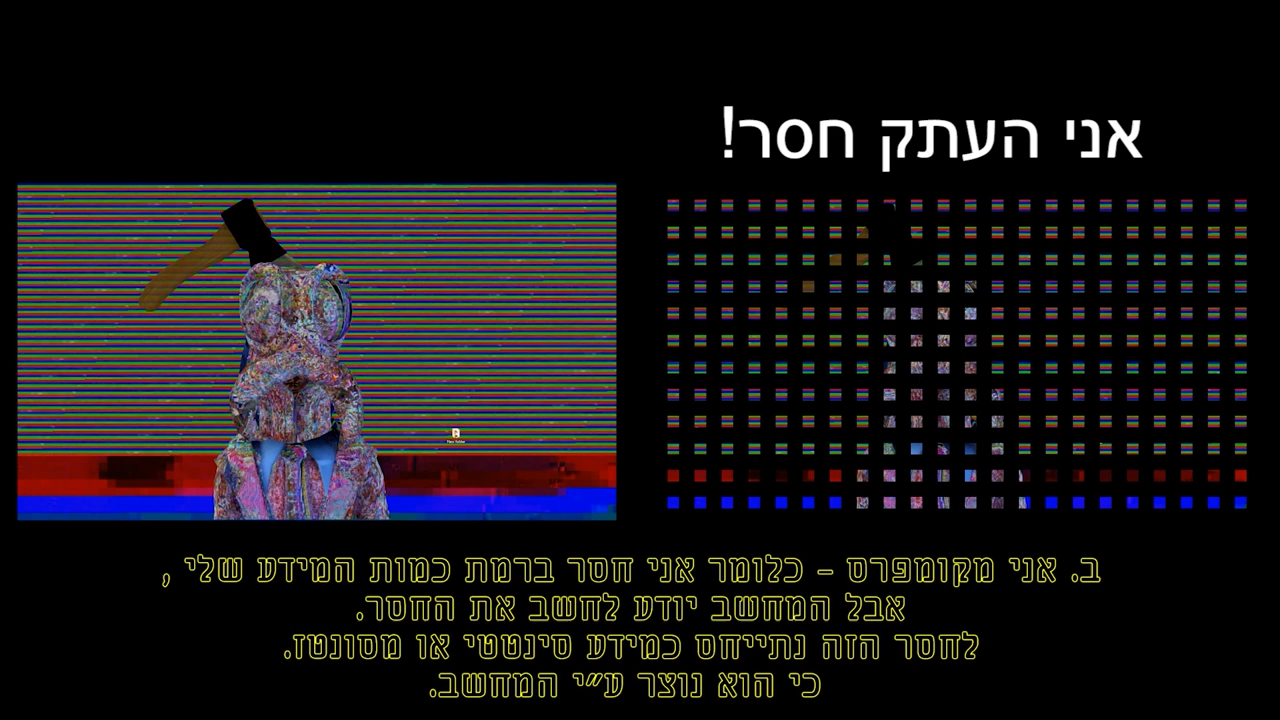 אני העתק חסר!
ב. אני מקומפרס - כלומר אני חסר ברמת כמות המידע שלי ,
אבל המחשב יודע לחשב את החסר.
לחסר הזה נתייחס כמידע סינטטי או מסונטז.
כי הוא נוצר ע״י המחשב.